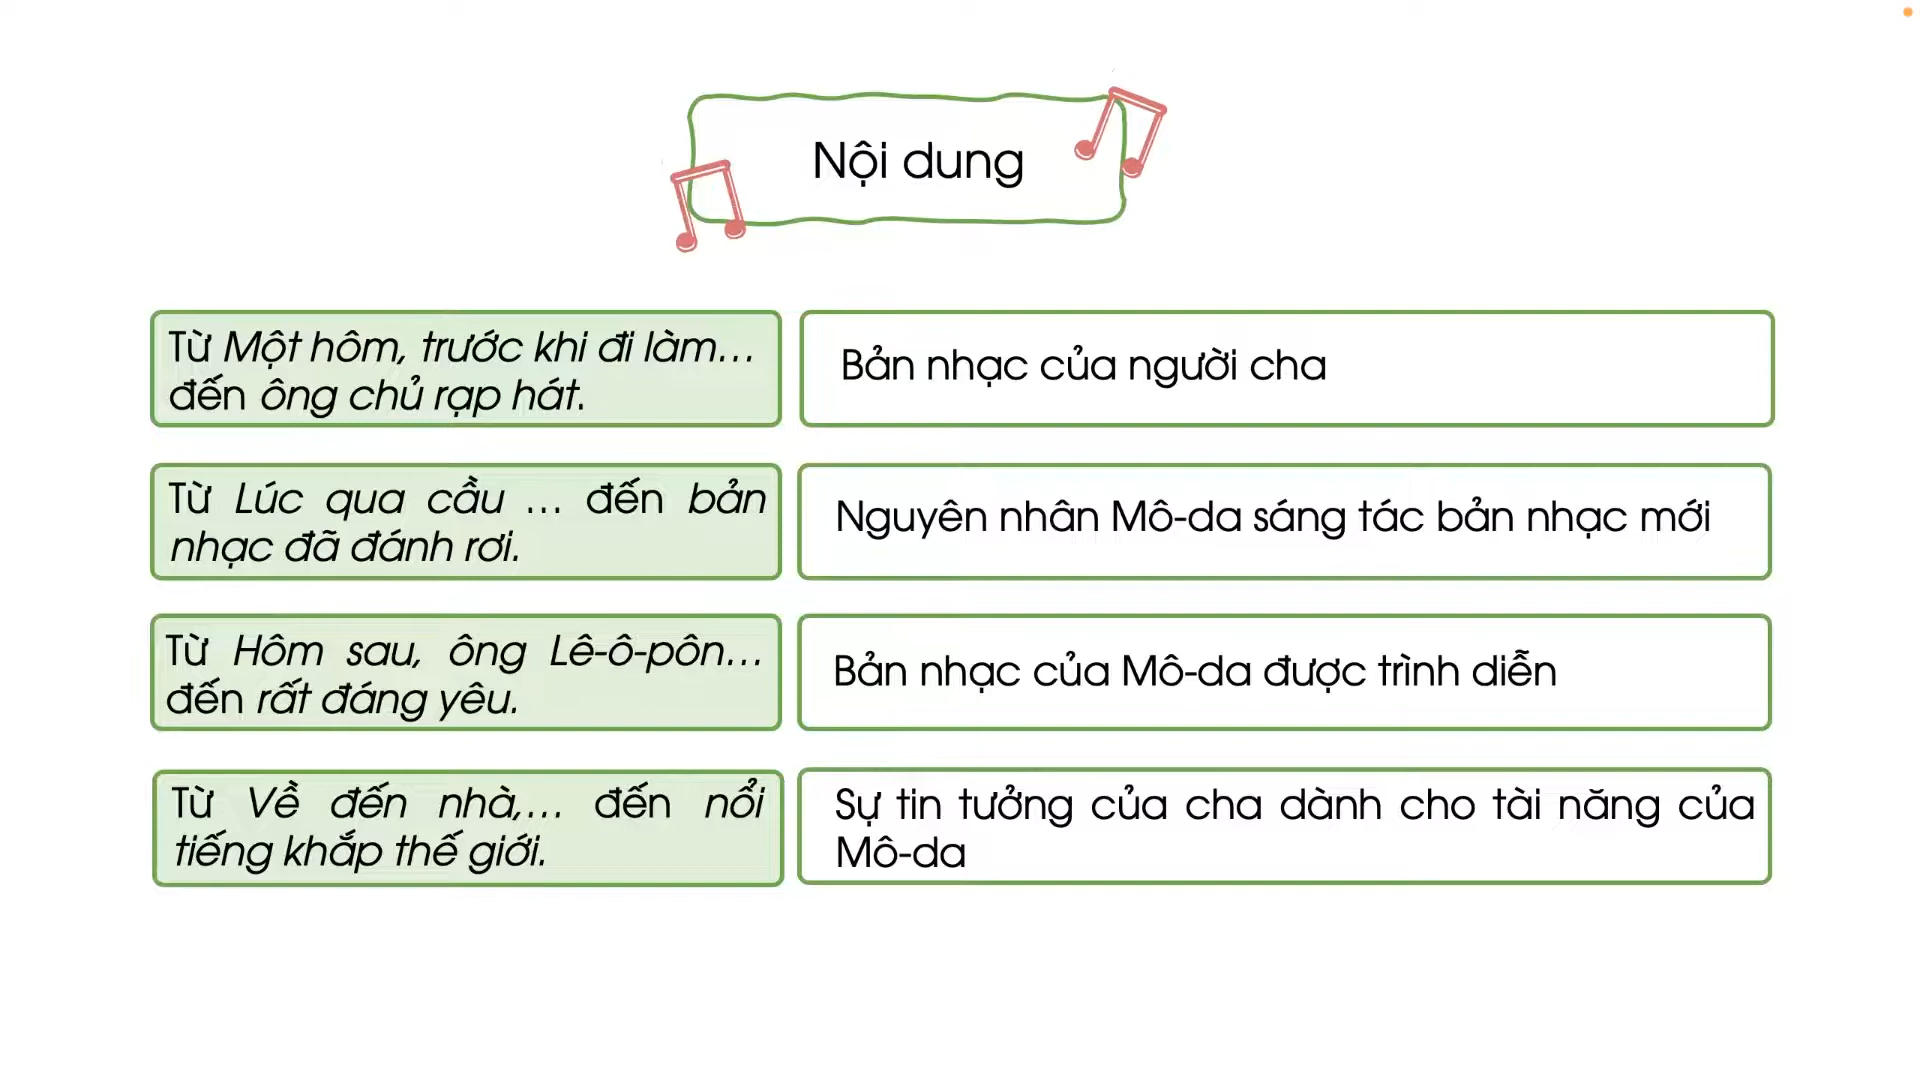 Nội dung
Từ Một hôm, trước khi đi làm...
đến ông chủ rạp hát.
Bản nhạc của người cha
Từ Lúc qua cầu ... đến bản
nhạc đã đánh rơi.
Nguyên nhân Mô-da sáng tác bản nhạc mới
Từ Hôm sau, ông Lê-ô-pôn...
đến rất đáng yêu.
Bản nhạc của Mô-da được trình diễn
Từ Về đến nhà,... đến nổi
tiếng khắp thế giới.
Sự tin tưởng của cha dành cho tài năng của
Mô-da